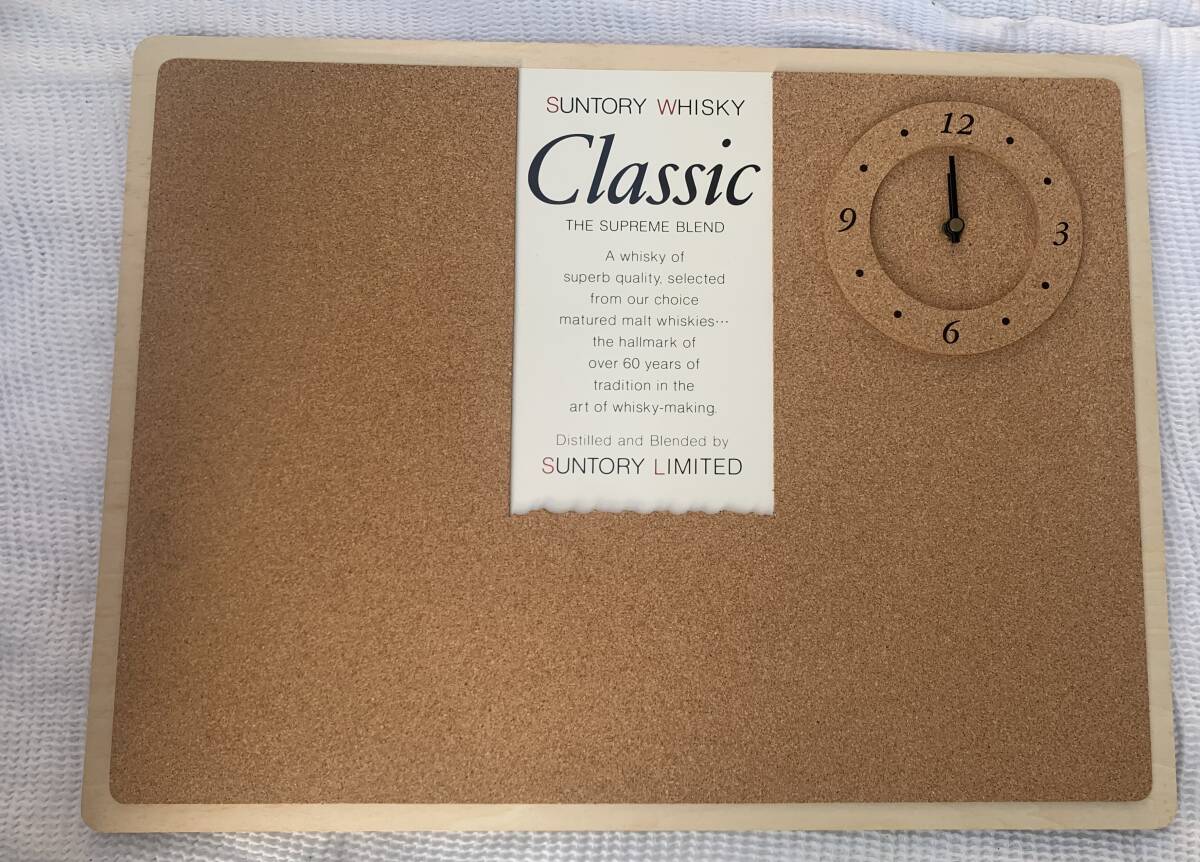 SUNTORY WHISKY
Classic
THE SUPREME BLEND
A whisky of
superb quality, selected
from our choice
matured malt whiskies…
the hallmark of
over 60 years of
tradition in the
art of whisky-making.
Distilled and Blended by
SUNTORY LIMITED
12
9
3
6